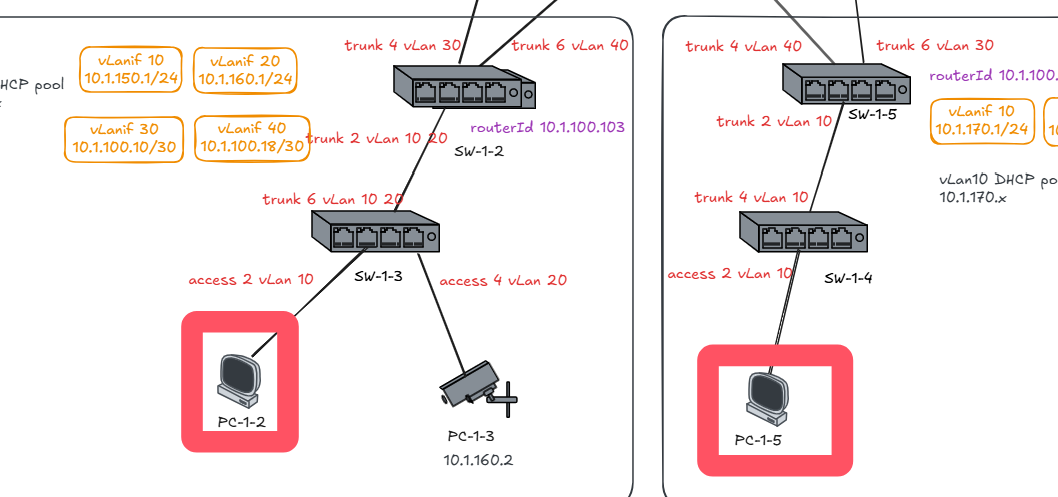 trunk 4 vLan 30
trunk 6 vLan 40
vLanif 10
10.1.150.1/24
vLanif 20
10.1.160.1/24
HCP pool
vLanif 30
10.1.100.10/30
vLanif 40
10.1.100.18/30
routerId 10.1.100.103
trunk 2 vLan 10 20
SW-1-2
trunk 6 vLan 10 20
SW-1-3
access 2 vLan 10
access 4 vLan 20
PC-1-2
PC-1-3
10.1.160.2
trunk 4 vLan 40
trunk 6 vLan 30
routerId 10.1.100.
SW-1-5
trunk 2 vLan 10
vLanif 10
10.1.170.1/24
vLan10 DHCP po
10.1.170.x
trunk 4 vLan 10
SW-1-4
access 2 vLan 10
PC-1-5